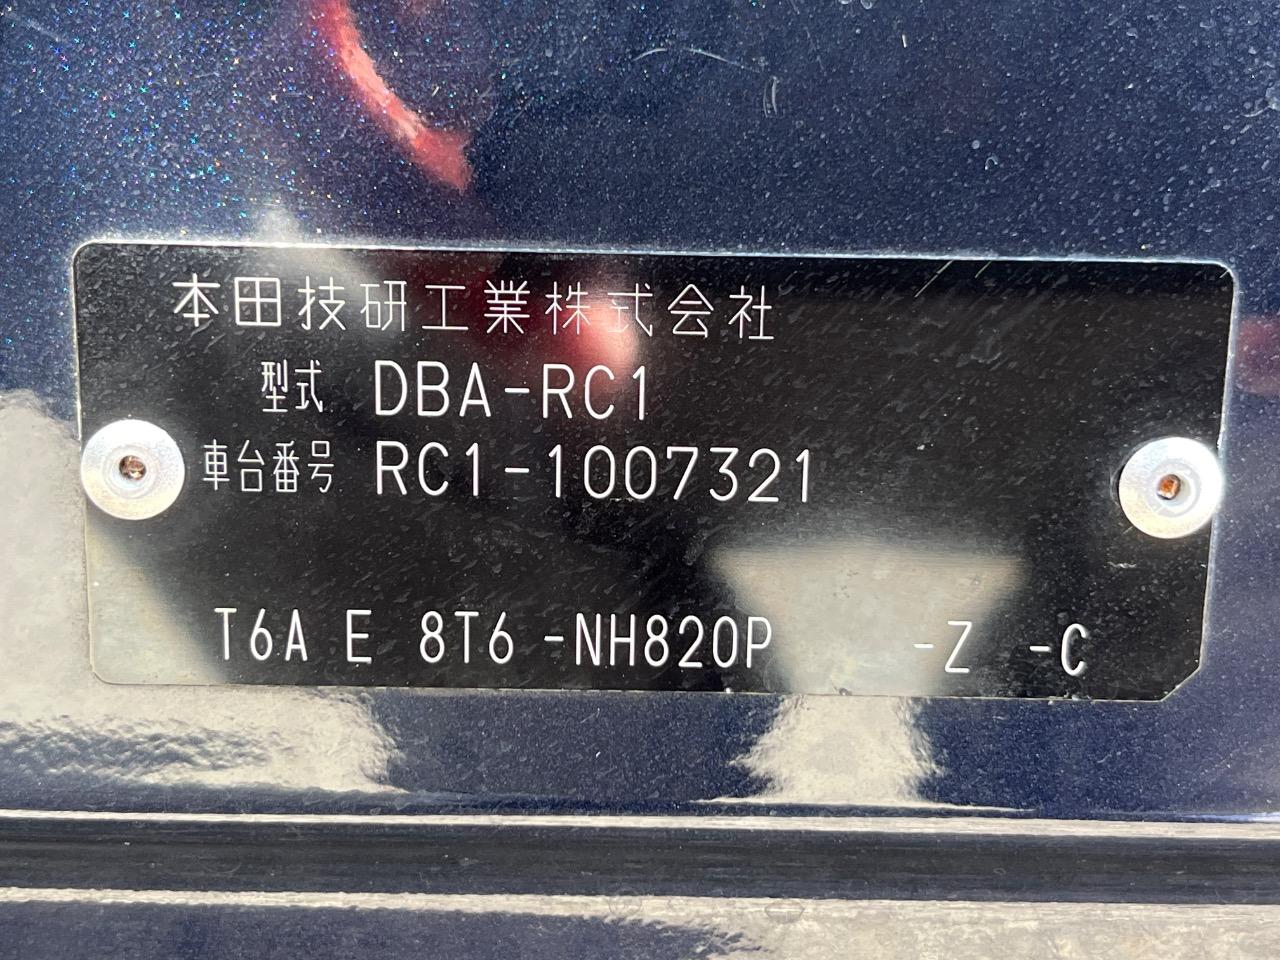 本田技研工業株式会社
型式 DBA-RC1
車台番号 RC1-1007321
T6A E 8T6 -NH820P -Z -C